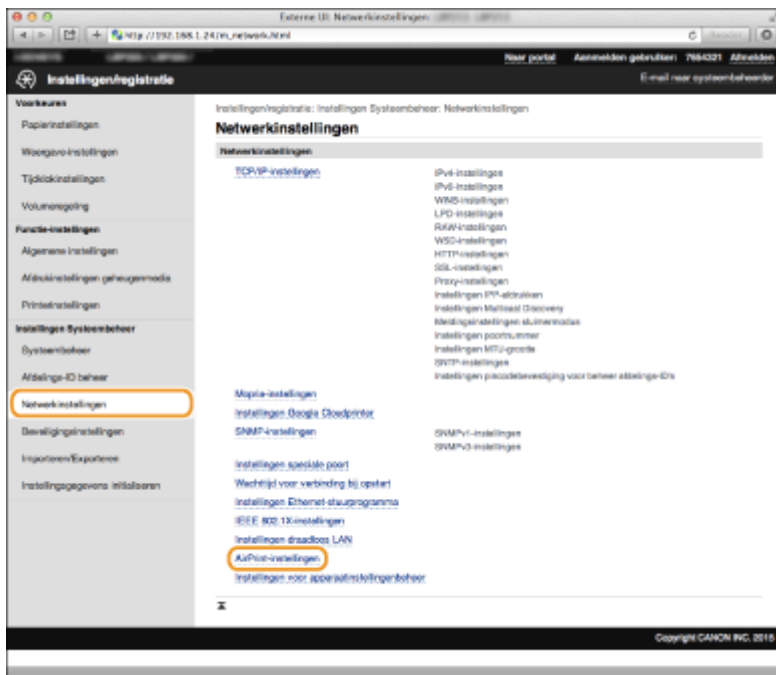 Externe UI: Netwerkinstellingen:
http://192.168.1.24/m_network.html
Reader
Naar portal
Aanmelden gebruiker: 7654321
Afmelden
Instellingen/registratie
E-mail naar systeembeheerder
Voorkeuren
Papierinstellingen
Weergave-instellingen
Tijdklokinstellingen
Volumeregeling
Functie-instellingen
Algemene instellingen
Afdrukinstellingen geheugenmedia
Printerinstellingen
Instellingen Systeembeheer
Systeembeheer
Afdelings-ID beheer
Netwerkinstellingen
Beveiligingsinstellingen
Importeren/Exporteren
Instellingsgegevens initialiseren
Instellingen/registratie: Instellingen Systeembeheer: Netwerkinstellingen
Netwerkinstellingen
Netwerkinstellingen
TCP/IP-instellingen
IPv4-instellingen
IPv6-instellingen
WINS-instellingen
LPD-instellingen
RAW-instellingen
WSD-instellingen
HTTP-instellingen
SSL-instellingen
Proxy-instellingen
Instellingen IPP-afdrukken
Instellingen Multicast Discovery
Meldingsinstellingen sluimermodus
Instellingen poortnummer
Instellingen MTU-grootte
SNTP-instellingen
Instellingen pincodebevestiging voor beheer afdelings-ID's
Mopria-instellingen
Instellingen Google Cloudprinter
SNMP-instellingen
SNMPv1-instellingen
SNMPv3-instellingen
Instellingen speciale poort
Wachttijd voor verbinding bij opstart
Instellingen Ethernet-stuurprogramma
IEEE 802.1X-instellingen
Instellingen draadloos LAN
AirPrint-instellingen
Instellingen voor apparaatinstellingenbeheer
Copyright CANON INC. 2015